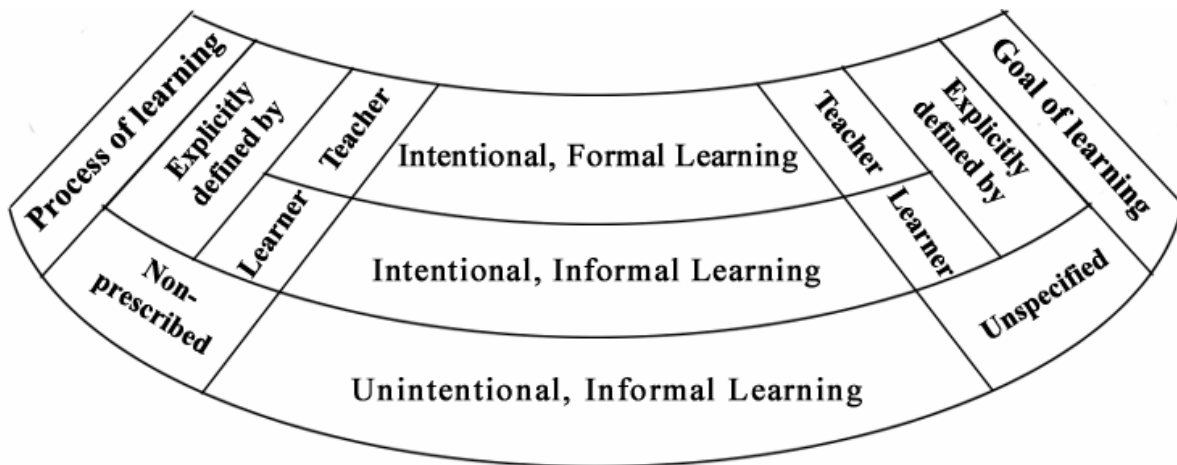 Process of learning
Explicitly
defined by
Teacher
Learner
Non-
prescribed
Intentional, Formal Learning
Intentional, Informal Learning
Unintentional, Informal Learning
Teacher
Learner
Explicitly
defined by
Unspecified
Goal of learning